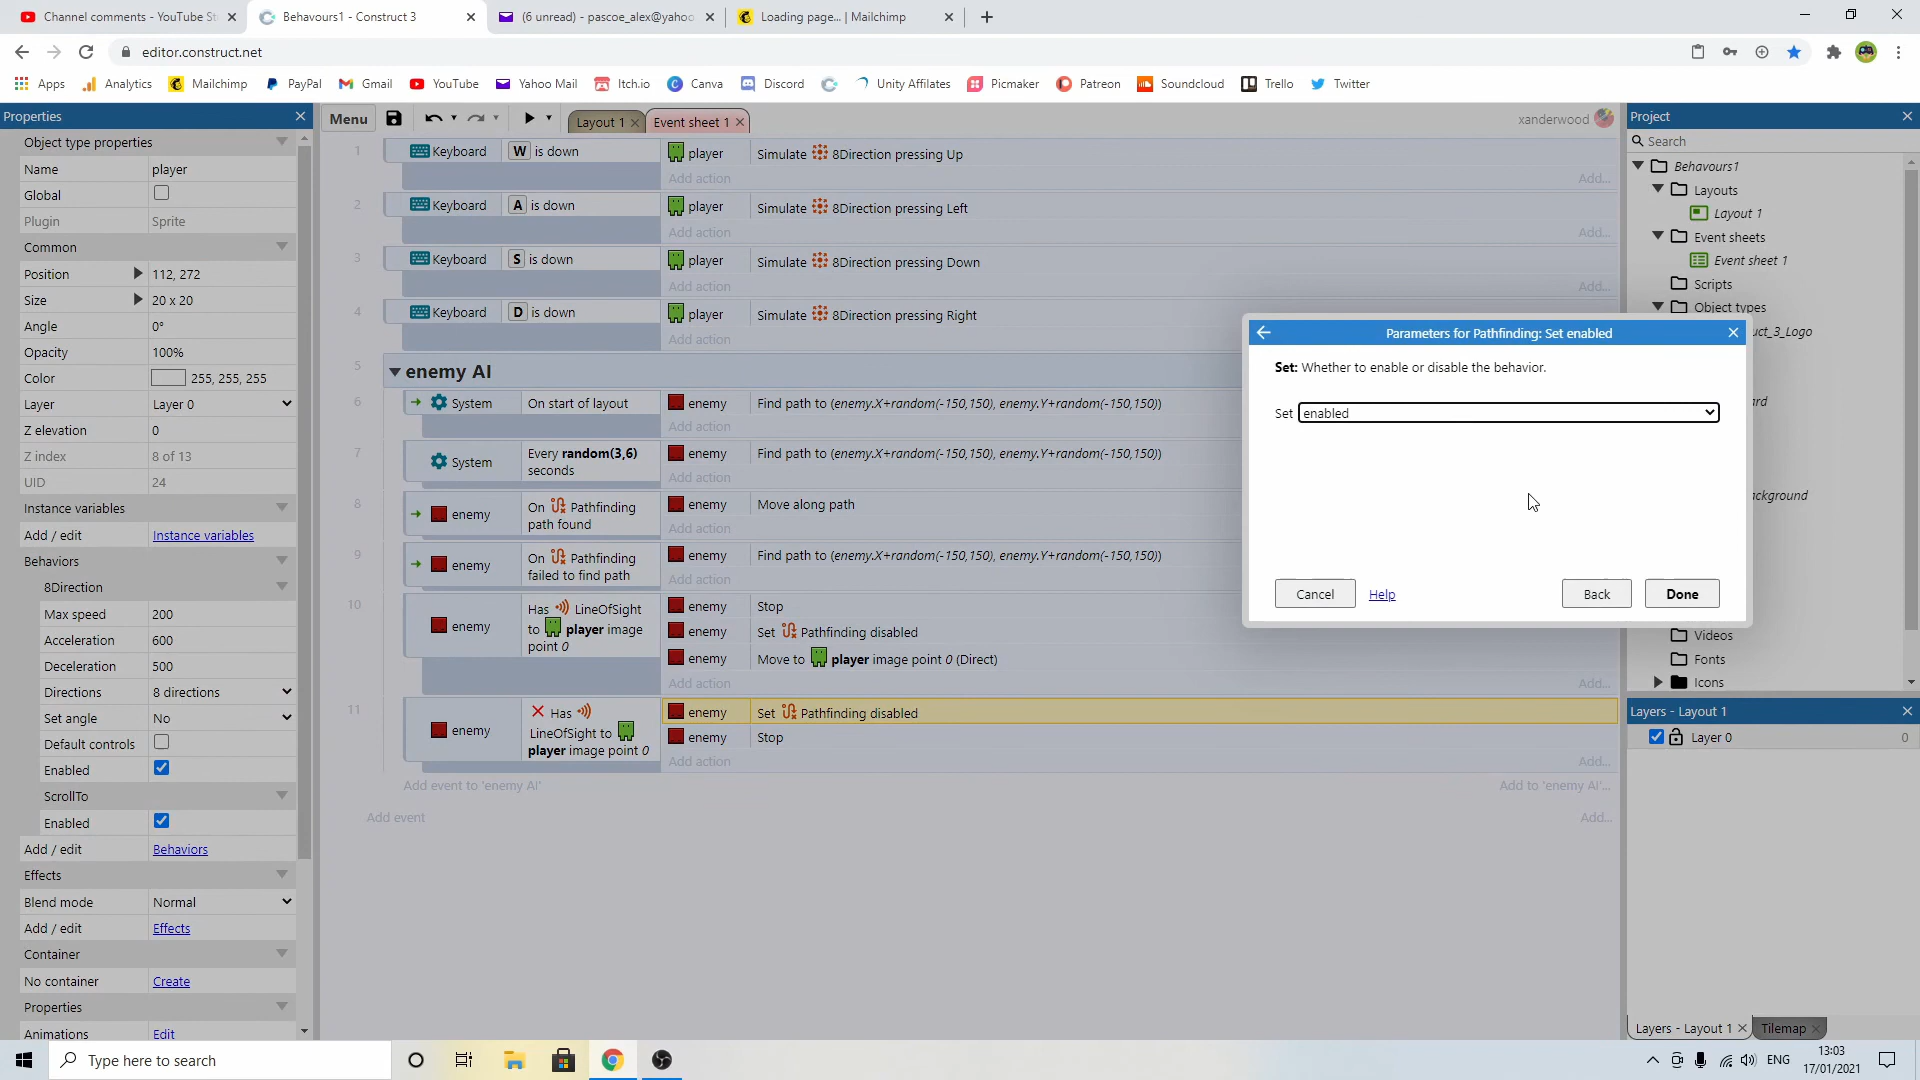 Channel comments - YouTube St
Behavours1 - Construct 3
(6 unread) - pascoe_alex@yahoo
Loading page... | Mailchimp
editor.construct.net
Apps
Analytics
Mailchimp
PayPal
Gmail
YouTube
Yahoo Mail
Itch.io
Canva
Discord
Unity Affilates
Picmaker
Patreon
Soundcloud
Trello
Twitter
Properties
Object type properties
Name player
Global
Plugin Sprite
Common
Position 112, 272
Size 20 x 20
Angle 0°
Opacity 100%
Color 255, 255, 255
Layer Layer 0
Z elevation 0
Z index 8 of 13
UID 24
Instance variables
Add / edit Instance variables
Behaviors
8Direction
Max speed 200
Acceleration 600
Deceleration 500
Directions 8 directions
Set angle No
Default controls
Enabled
ScrollTo
Enabled
Add / edit Behaviors
Effects
Blend mode Normal
Add / edit Effects
Container
No container Create
Properties
Animations Edit
Menu
Layout 1
Event sheet 1
xanderwood
1 Keyboard W is down player Simulate 8Direction pressing Up
Add action Add...
2 Keyboard A is down player Simulate 8Direction pressing Left
Add action Add...
3 Keyboard S is down player Simulate 8Direction pressing Down
Add action Add...
4 Keyboard D is down player Simulate 8Direction pressing Right
Add action
5 enemy AI
6 System On start of layout enemy Find path to (enemy.X+random(-150,150), enemy.Y+random(-150,150))
Add action
7 System Every random(3,6) seconds enemy Find path to (enemy.X+random(-150,150), enemy.Y+random(-150,150))
Add action
8 enemy On Pathfinding path found enemy Move along path
Add action
9 enemy On Pathfinding failed to find path enemy Find path to (enemy.X+random(-150,150), enemy.Y+random(-150,150))
Add action
10 enemy Has LineOfSight to player image point 0 enemy Stop
enemy Set Pathfinding disabled
enemy Move to player image point 0 (Direct)
Add action Add...
11 enemy Has LineOfSight to player image point 0 enemy Set Pathfinding disabled
enemy Stop
Add action Add...
Add event to 'enemy AI' Add to 'enemy AI'...
Add event Add...
Parameters for Pathfinding: Set enabled
Set: Whether to enable or disable the behavior.
Set enabled
Cancel
Help
Back
Done
Project
Search
Behavours1
Layouts
Layout 1
Event sheets
Event sheet 1
Scripts
Object types
uct_3_Logo
ard
ackground
Videos
Fonts
Icons
Layers - Layout 1
Layer 0 0
Layers - Layout 1
Tilemap
Type here to search
ENG
13:03
17/01/2021